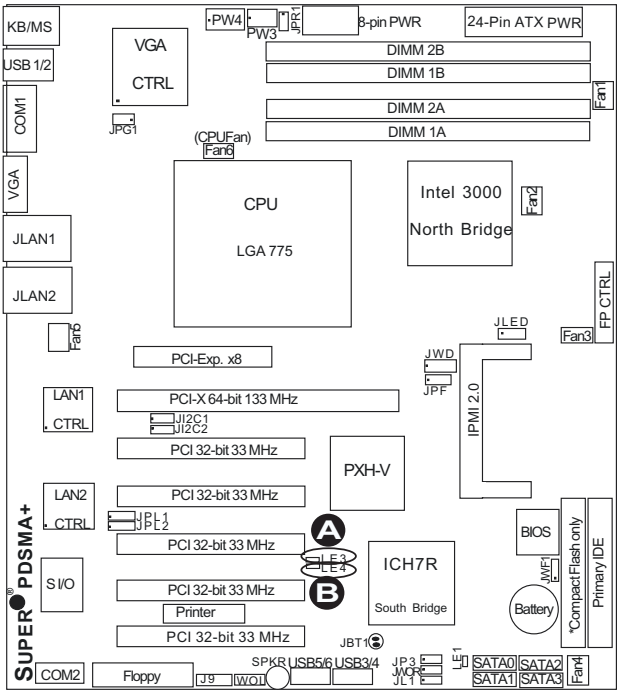 KB/MS
USB 1/2
COM1
VGA
JLAN1
JLAN2
Fan5
VGA
CTRL
JPG1
PW4
PW3
JPR1
8-pin PWR
24-Pin ATX PWR
DIMM 2B
DIMM 1B
DIMM 2A
DIMM 1A
Fan1
(CPUFan)
Fan6
CPU
LGA 775
Intel 3000
North Bridge
Fan2
FP CTRL
JLED
Fan3
JWD
JPF
IPMI 2.0
PCI-Exp. x8
LAN1
CTRL
PCI-X 64-bit 133 MHz
JI2C1
JI2C2
PCI 32-bit 33 MHz
PXH-V
LAN2
CTRL
PCI 32-bit 33 MHz
JPL1
JPL2
PCI 32-bit 33 MHz
A
LE3
LE4
B
ICH7R
South Bridge
BIOS
JWF1
Battery
*Compact Flash only
Primary IDE
S I/O
PCI 32-bit 33 MHz
Printer
PCI 32-bit 33 MHz
JBT1
SUPER® PDSMA+
COM2
Floppy
J9
WOL
SPKR
USB5/6
USB3/4
JP3
JWOR
JL1
LE1
SATA0
SATA1
SATA2
SATA3
Fan4